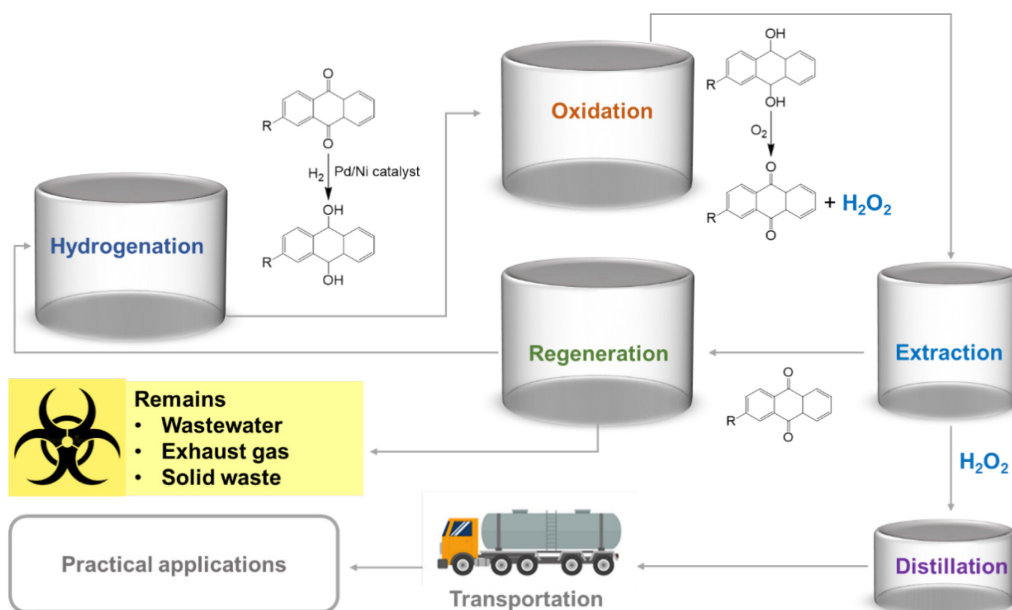 O
R
O
H₂ Pd/Ni catalyst
OH
R
OH
Hydrogenation
Oxidation
OH
R
OH
O₂
O
R
O
+ H₂O₂
Regeneration
Extraction
O
R
O
H₂O₂
Remains
• Wastewater
• Exhaust gas
• Solid waste
Distillation
Transportation
Practical applications